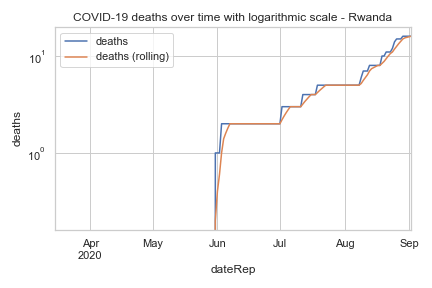 COVID-19 deaths over time with logarithmic scale - Rwanda
deaths
deaths (rolling)
10¹
10⁰
deaths
Apr
2020
May
Jun
Jul
Aug
Sep
dateRep